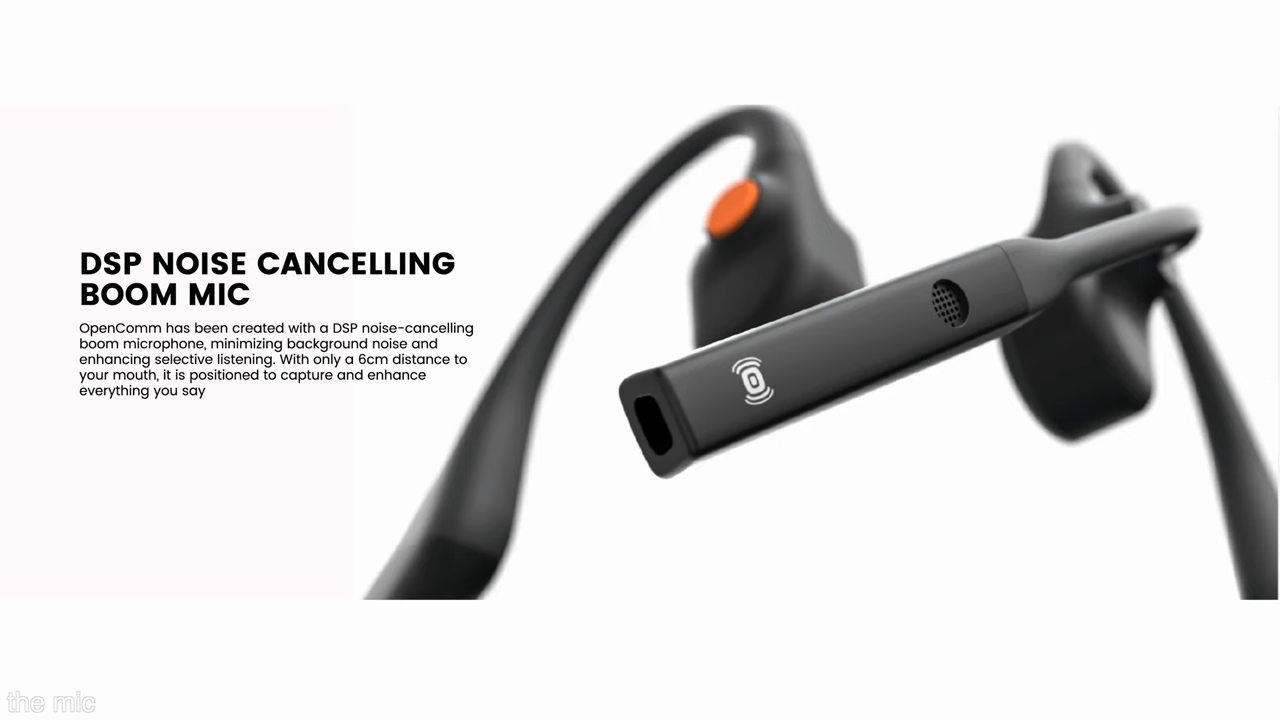 DSP NOISE CANCELLING
BOOM MIC
OpenComm has been created with a DSP noise-cancelling
boom microphone, minimizing background noise and
enhancing selective listening. With only a 6cm distance to
your mouth, it is positioned to capture and enhance
everything you say
the mic